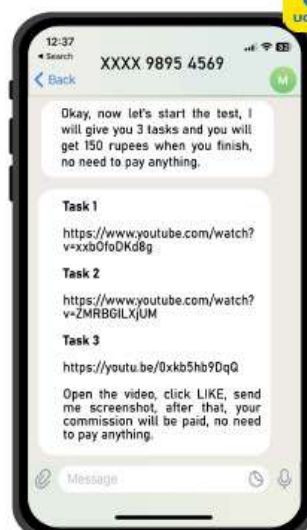 UC
12:37
◄ Search
XXXX 9895 4569
Back
M
Okay, now let's start the test, I
will give you 3 tasks and you will
get 150 rupees when you finish,
no need to pay anything.
Task 1
https://www.youtube.com/watch?
v=xxbOfoDKd8g
Task 2
https://www.youtube.com/watch?
v=ZMRBGILXjUM
Task 3
https://youtu.be/0xkb5hb9DqQ
Open the video, click LIKE, send
me screenshot, after that, your
commission will be paid, no need
to pay anything.
Message